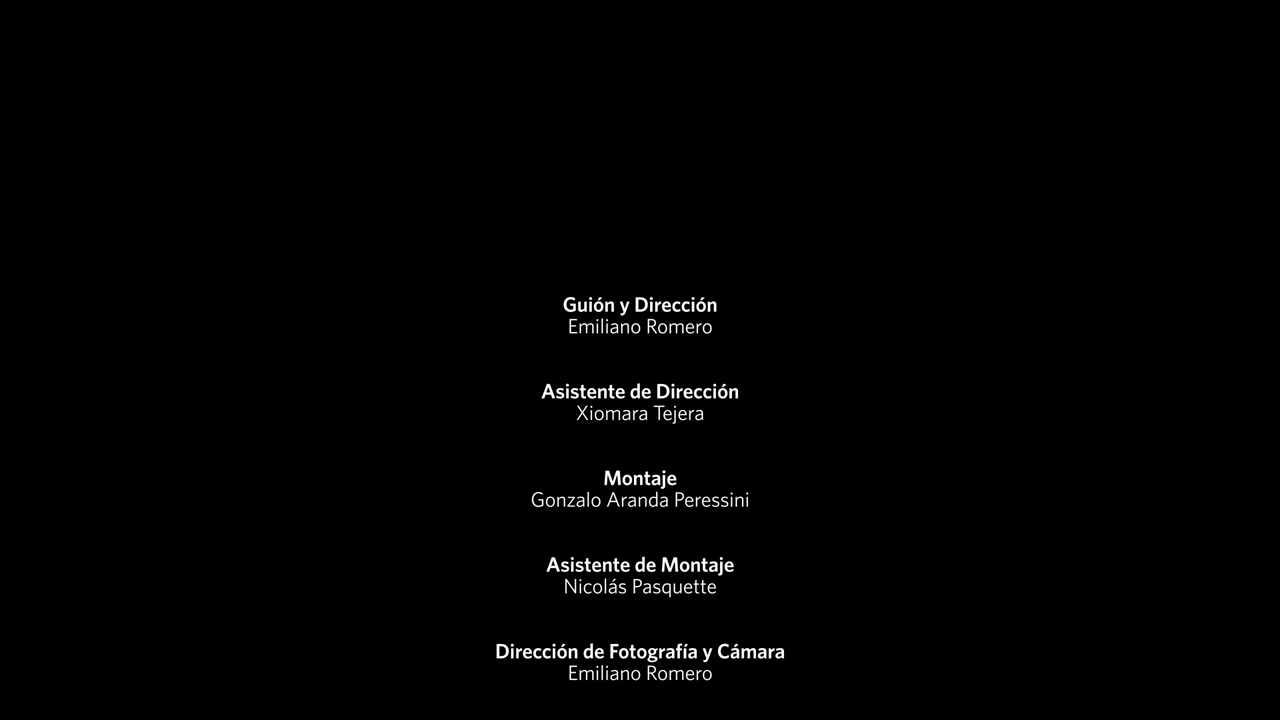 Guión y Dirección
Emiliano Romero
Asistente de Dirección
Xiomara Tejera
Montaje
Gonzalo Aranda Peressini
Asistente de Montaje
Nicolás Pasquette
Dirección de Fotografía y Cámara
Emiliano Romero